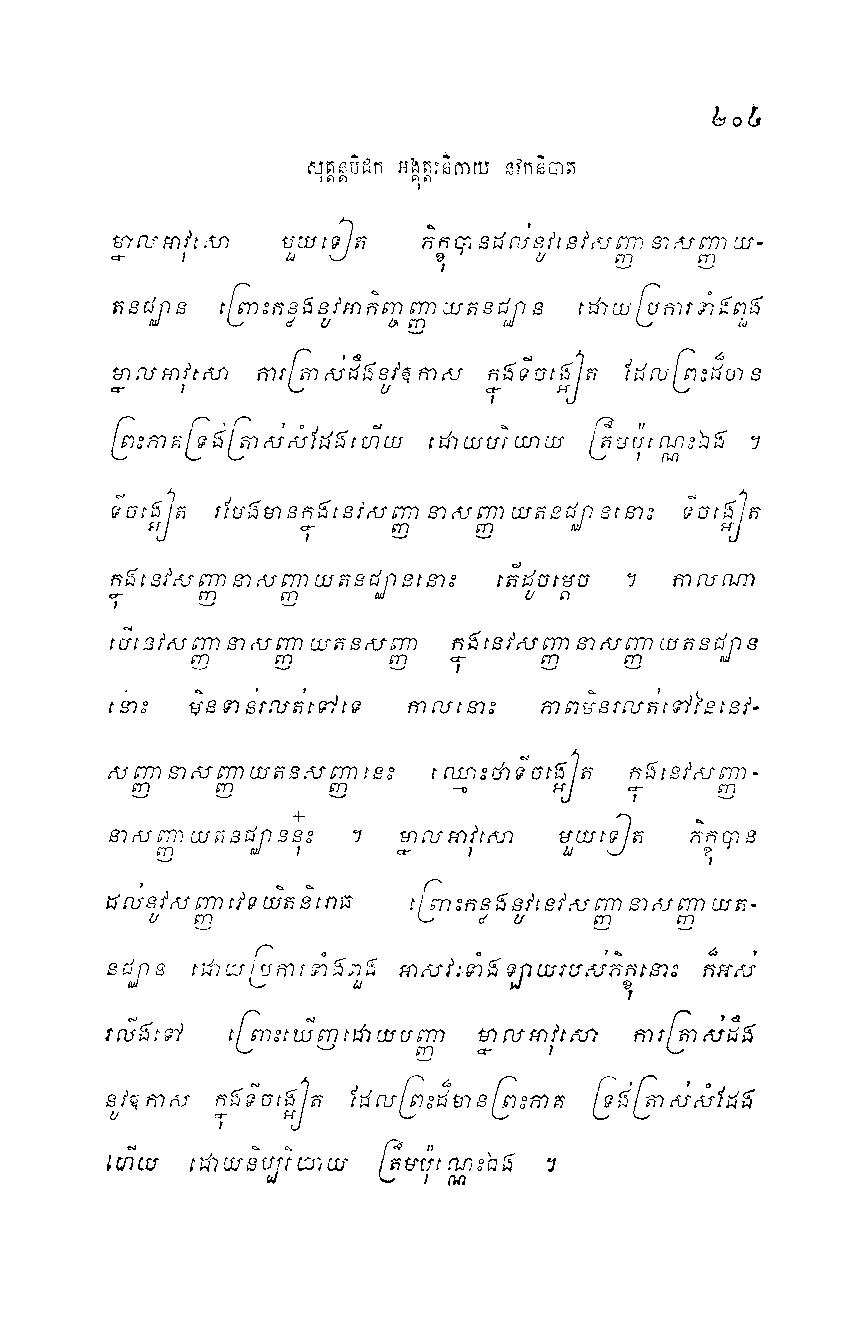 ២០៤
សុត្តន្តបិដក អង្គុត្តរនិកាយ នវកនិបាត
ម្នាលអាវុសោ មួយទៀត ភិក្ខុបានដល់នូវនេវសញ្ញានាសញ្ញាយ-
តនជ្ឈាន ព្រោះកន្លងនូវអាកិញ្ចញ្ញាយតនជ្ឈាន ដោយប្រការទាំងពួង
ម្នាលអាវុសោ ការត្រាស់ដឹងនូវឱកាស ក្នុងទីចង្អៀត ដែលព្រះដ៏មាន
ព្រះភាគទ្រង់ត្រាស់សំដែងហើយ ដោយបរិយាយ ត្រឹមប៉ុណ្ណេះឯង ។
ទីចង្អៀត រមែងមានក្នុងនេវសញ្ញានាសញ្ញាយតនជ្ឈាននោះ ទីចង្អៀត
ក្នុងនេវសញ្ញានាសញ្ញាយតនជ្ឈាននោះ តើដូចម្តេច ។ កាលណា
បើនេវសញ្ញានាសញ្ញាយតនសញ្ញា ក្នុងនេវសញ្ញានាសញ្ញាយតនជ្ឈាន
នោះ មិនទាន់រលត់ទៅទេ កាលនោះ ភាពមិនរលត់ទៅវៃនេវ-
សញ្ញានាសញ្ញាយតនសញ្ញានេះ ឈ្មោះថាទីចង្អៀត ក្នុងនេវសញ្ញា-
នាសញ្ញាយតនជ្ឈាននុ៎ះ ។ ម្នាលអាវុសោ មួយទៀត ភិក្ខុបាន
ដល់នូវសញ្ញាវេទយិតនិរោធ ព្រោះកន្លងនូវនេវសញ្ញានាសញ្ញាយត-
នជ្ឈាន ដោយប្រការទាំងពួង អាសវៈទាំងឡាយរបស់ភិក្ខុនោះ ក៏អស់
រលីងទៅ ព្រោះឃើញដោយបញ្ញា ម្នាលអាវុសោ ការត្រាស់ដឹង
នូវឱកាស ក្នុងទីចង្អៀត ដែលព្រះដ៏មានព្រះភាគ ទ្រង់ត្រាស់សំដែង
ហើយ ដោយនិប្បរិយាយ ត្រឹមប៉ុណ្ណេះឯង ។